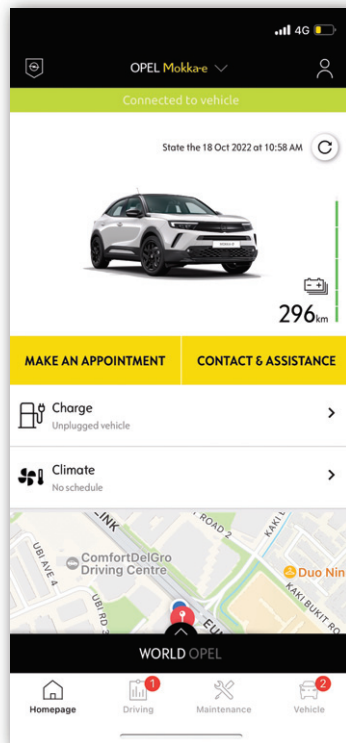 4G
OPEL Mokka-e
Connected to vehicle
State the 18 Oct 2022 at 10:58 AM
MOKKA-E
296km
MAKE AN APPOINTMENT
CONTACT & ASSISTANCE
Charge
Unplugged vehicle
Climate
No schedule
LINK
ROAD 2
KAKI
UBI AVE 4
ComfortDelGro
Driving Centre
Duo Nin
UBI RD
EU
KAKI BUKIT RO
WORLD OPEL
1
2
Homepage
Driving
Maintenance
Vehicle